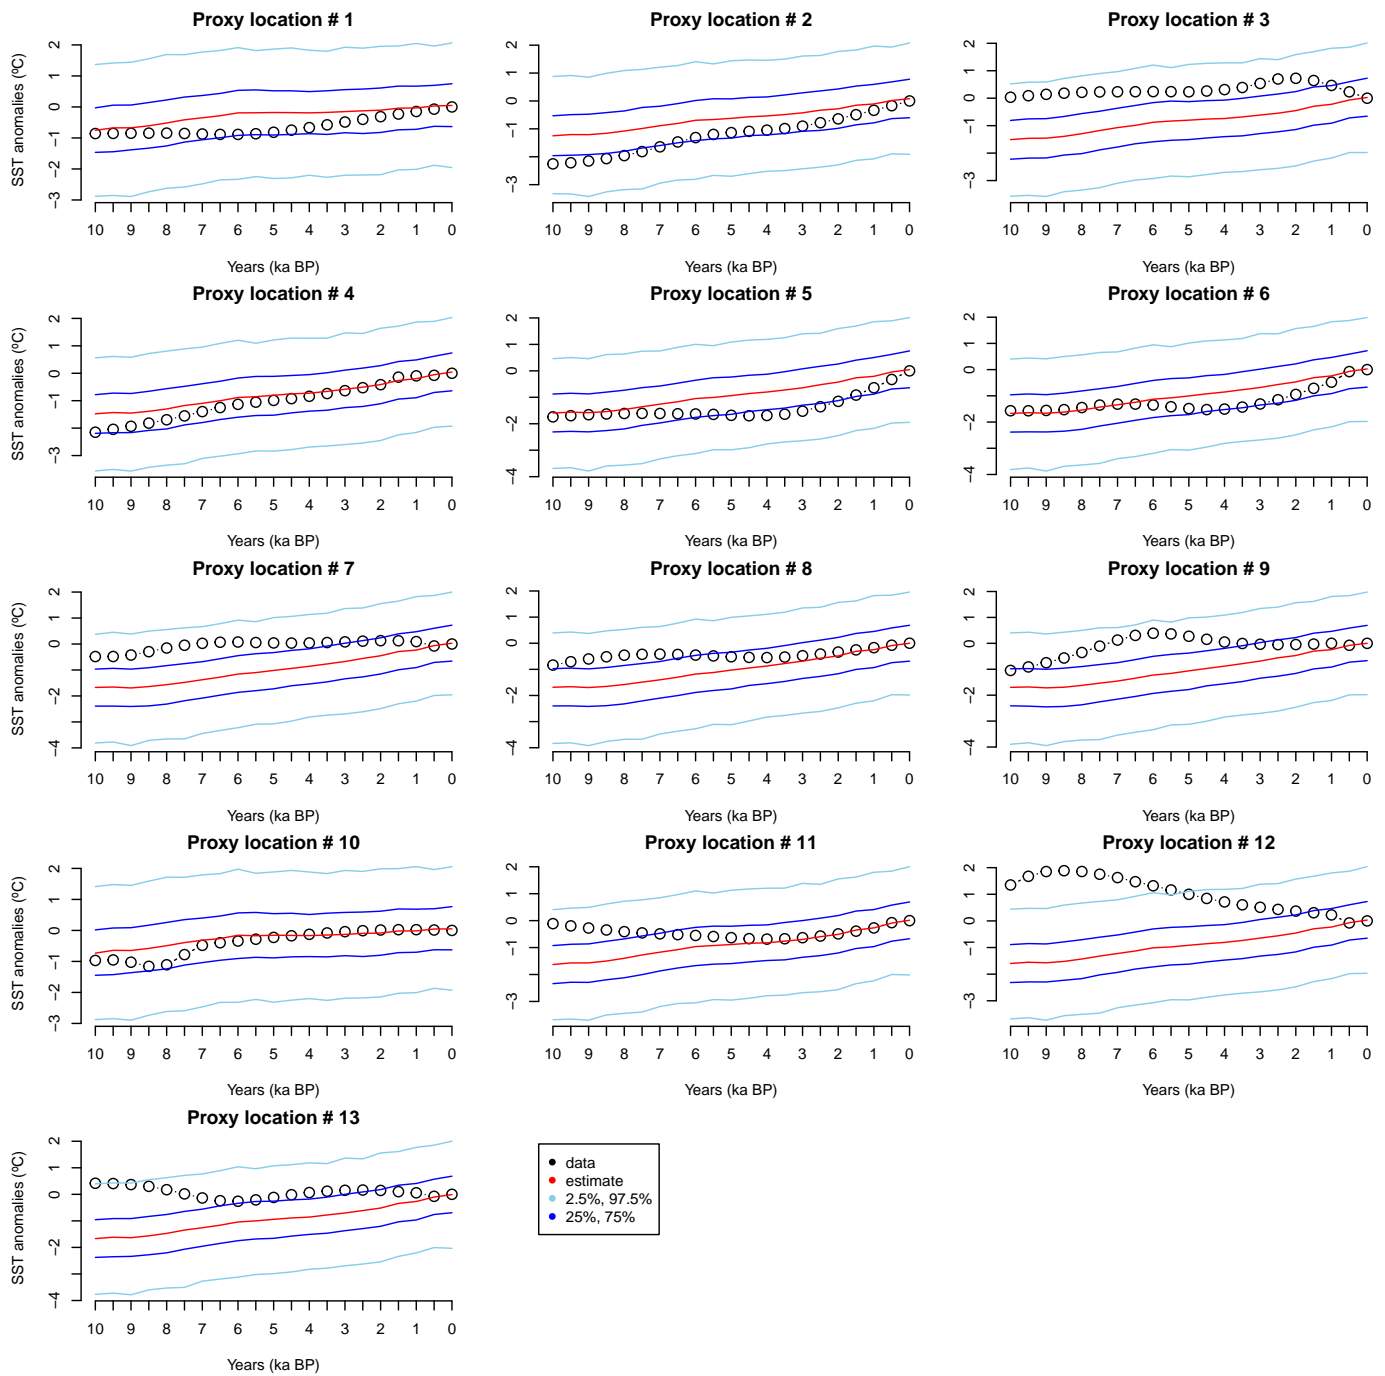 Proxy location # 1
SST anomalies (ºC)
2
1
0
−1
−2
−3
10 9 8 7 6 5 4 3 2 1 0
Years (ka BP)
Proxy location # 2
2
1
0
−1
−3
10 9 8 7 6 5 4 3 2 1 0
Years (ka BP)
Proxy location # 3
2
1
0
−1
−3
10 9 8 7 6 5 4 3 2 1 0
Years (ka BP)
Proxy location # 4
SST anomalies (ºC)
2
1
0
−1
−3
10 9 8 7 6 5 4 3 2 1 0
Years (ka BP)
Proxy location # 5
2
1
0
−2
−4
10 9 8 7 6 5 4 3 2 1 0
Years (ka BP)
Proxy location # 6
2
1
0
−2
−4
10 9 8 7 6 5 4 3 2 1 0
Years (ka BP)
Proxy location # 7
SST anomalies (ºC)
2
1
0
−2
−4
10 9 8 7 6 5 4 3 2 1 0
Years (ka BP)
Proxy location # 8
2
1
0
−2
−4
10 9 8 7 6 5 4 3 2 1 0
Years (ka BP)
Proxy location # 9
2
1
0
−2
−4
10 9 8 7 6 5 4 3 2 1 0
Years (ka BP)
Proxy location # 10
SST anomalies (ºC)
2
1
0
−1
−2
−3
10 9 8 7 6 5 4 3 2 1 0
Years (ka BP)
Proxy location # 11
2
1
0
−1
−3
10 9 8 7 6 5 4 3 2 1 0
Years (ka BP)
Proxy location # 12
2
1
0
−1
−3
10 9 8 7 6 5 4 3 2 1 0
Years (ka BP)
Proxy location # 13
SST anomalies (ºC)
2
1
0
−2
−4
10 9 8 7 6 5 4 3 2 1 0
Years (ka BP)
data
estimate
2.5%, 97.5%
25%, 75%